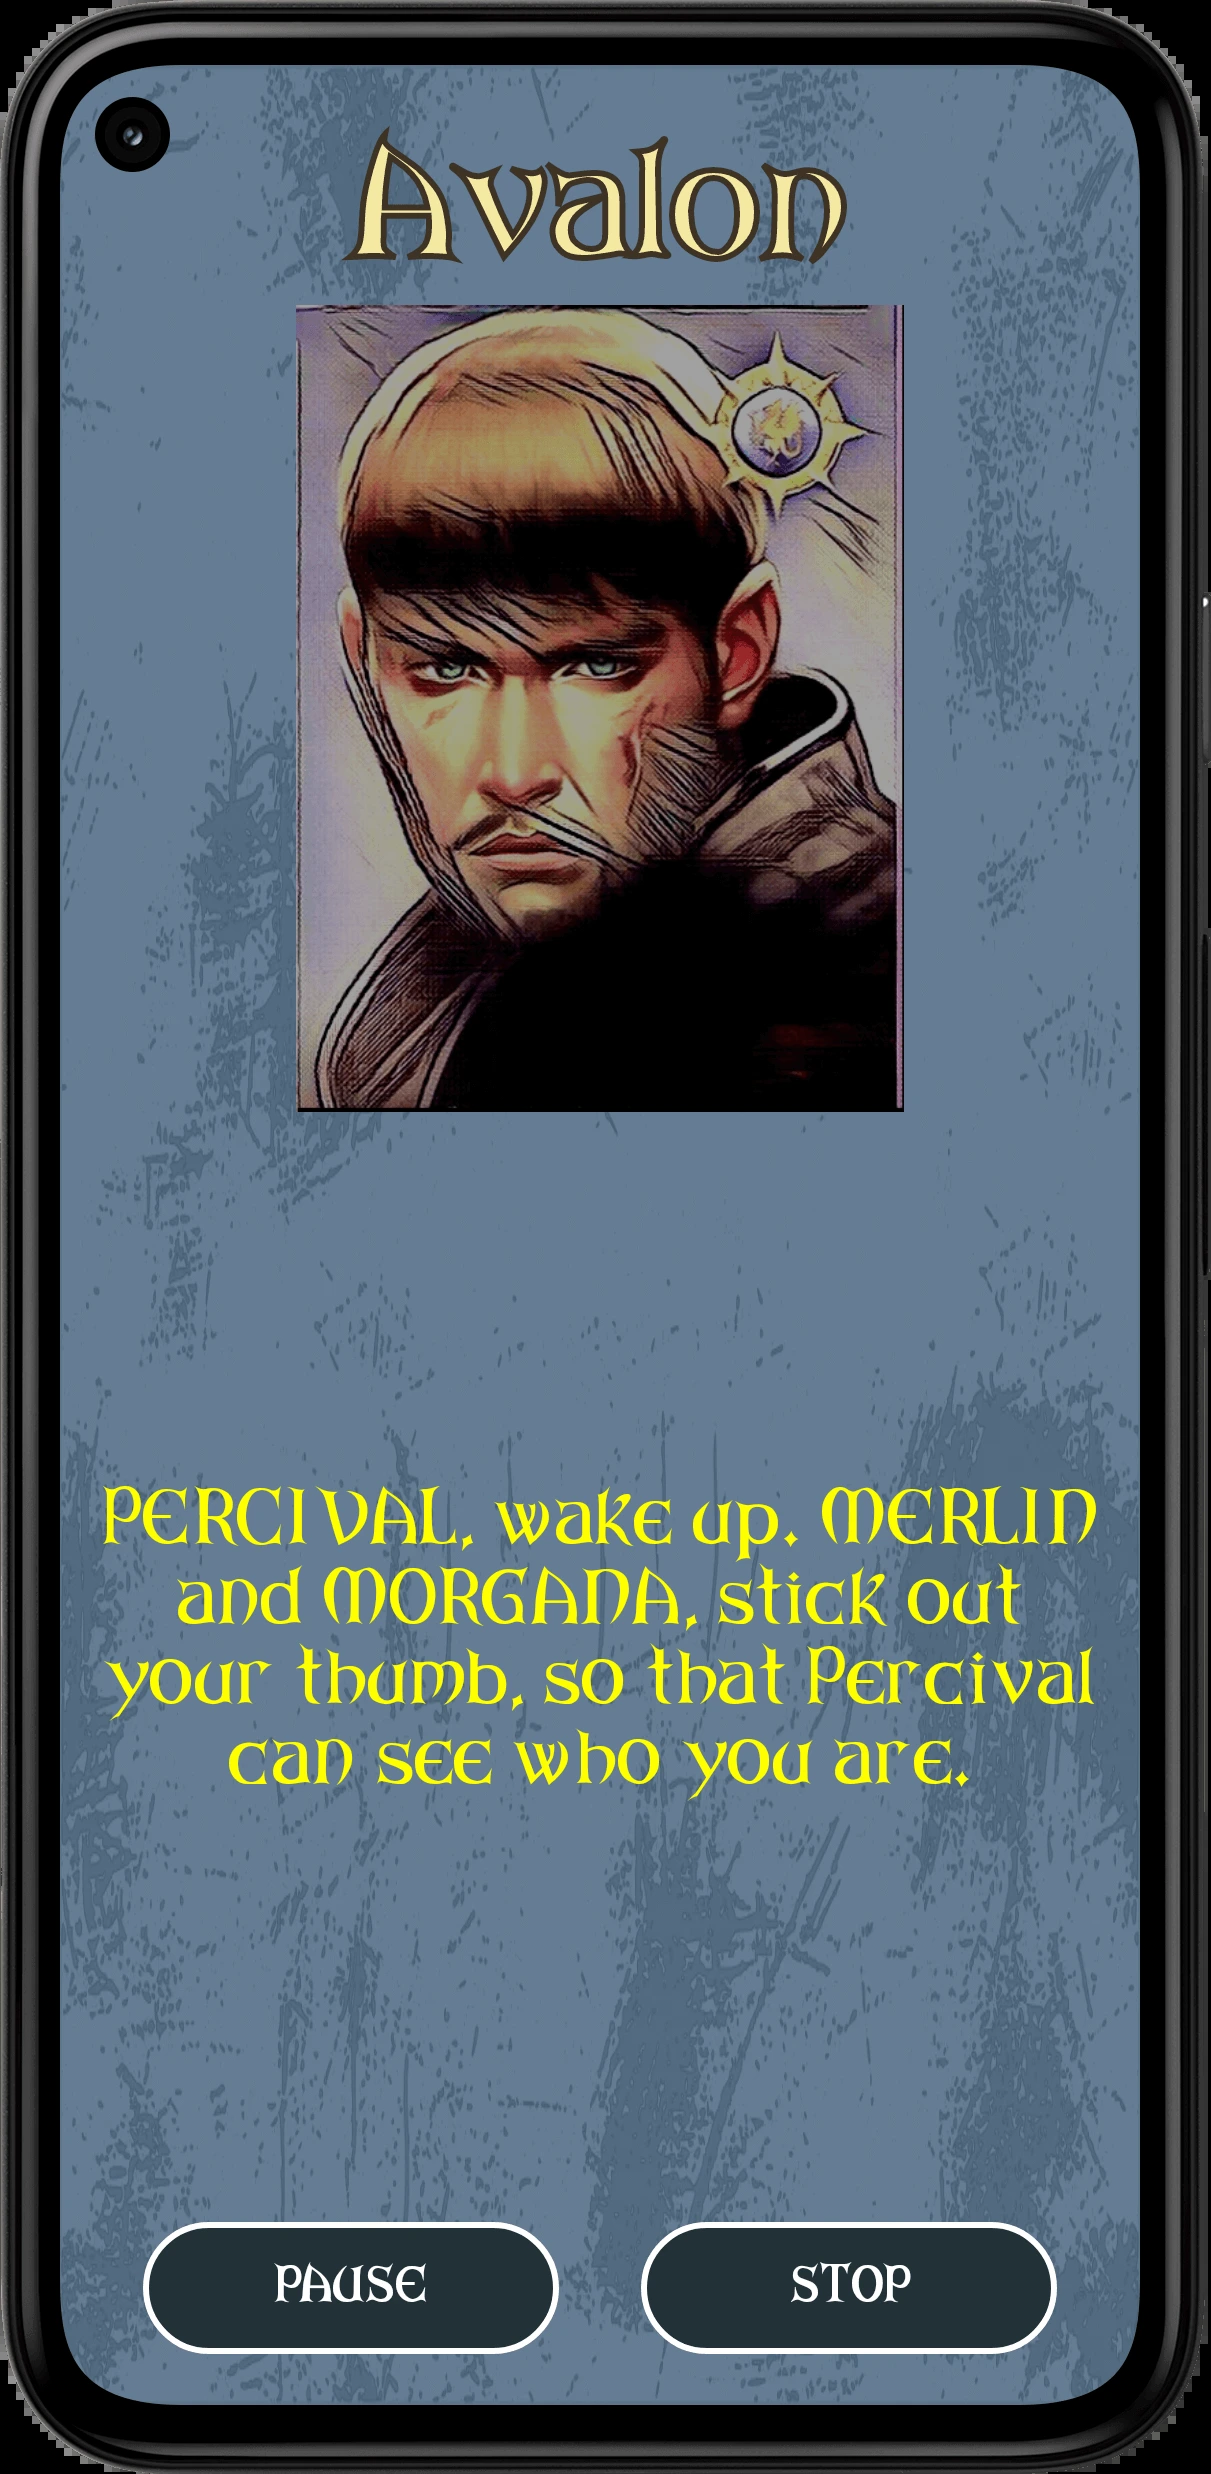 Avalon
PERCIVAL, wake up. MERLIN
and MORGANA, stick out
your thumb, so that Percival
can see who you are.
PAUSE
STOP